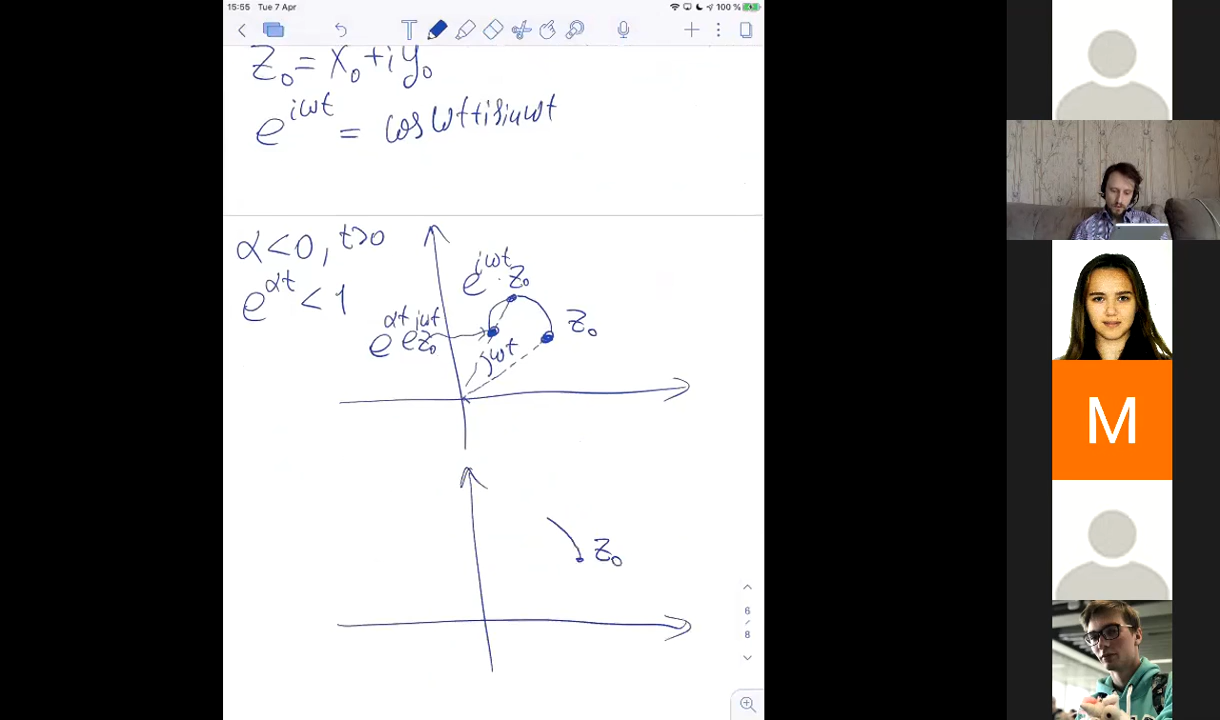 15:55 Tue 7 Apr
100 %
T
z₀ = x₀ + i y₀
e^{iωt} = cos ωt + i sin ωt
α < 0, t > 0
e^{αt} < 1
e^{iωt} · z₀
z₀
e^{αt} e^{iωt} z₀
ωt
z₀
6
/
8
M